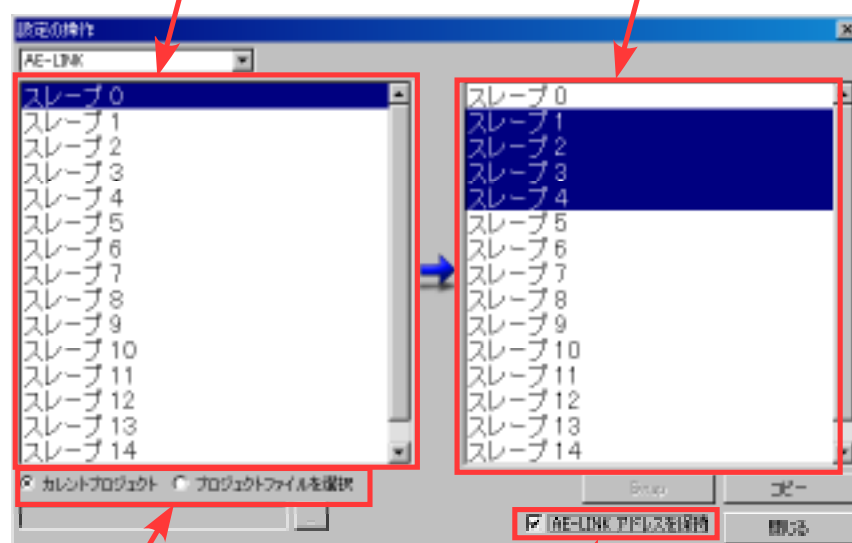 設定の操作
AE-LINK
スレーブ 0
スレーブ 1
スレーブ 2
スレーブ 3
スレーブ 4
スレーブ 5
スレーブ 6
スレーブ 7
スレーブ 8
スレーブ 9
スレーブ 10
スレーブ 11
スレーブ 12
スレーブ 13
スレーブ 14
スレーブ 0
スレーブ 1
スレーブ 2
スレーブ 3
スレーブ 4
スレーブ 5
スレーブ 6
スレーブ 7
スレーブ 8
スレーブ 9
スレーブ 10
スレーブ 11
スレーブ 12
スレーブ 13
スレーブ 14
カレントプロジェクト プロジェクトファイルを選択
コピー
...
AE-LINK アドレスを保持
閉じる